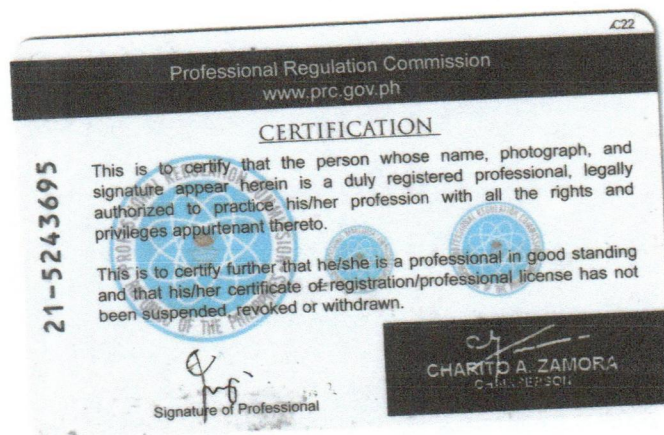 C22
Professional Regulation Commission
www.prc.gov.ph
CERTIFICATION
21-5243695
This is to certify that the person whose name, photograph, and
signature appear herein is a duly registered professional, legally
authorized to practice his/her profession with all the rights and
privileges appurtenant thereto.
This is to certify further that he/she is a professional in good standing
and that his/her certificate of registration/professional license has not
been suspended, revoked or withdrawn.
Signature of Professional
CHARITO A. ZAMORA
CHAIRPERSON